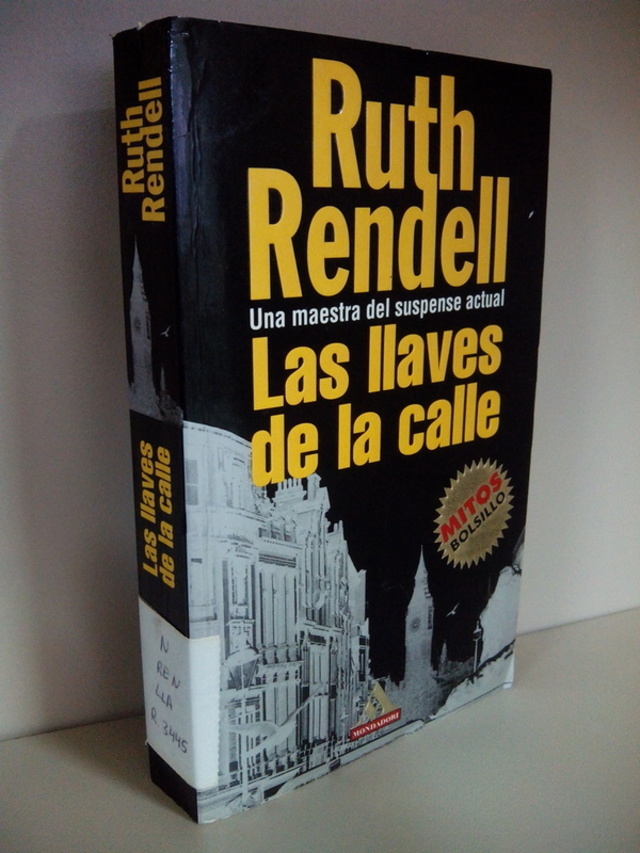 Ruth
Rendell
Las llaves
de la calle
N
REN
LLA
R. 3445
Ruth
Rendell
Una maestra del suspense actual
Las llaves
de la calle
MITOS
BOLSILLO
MONDADORI